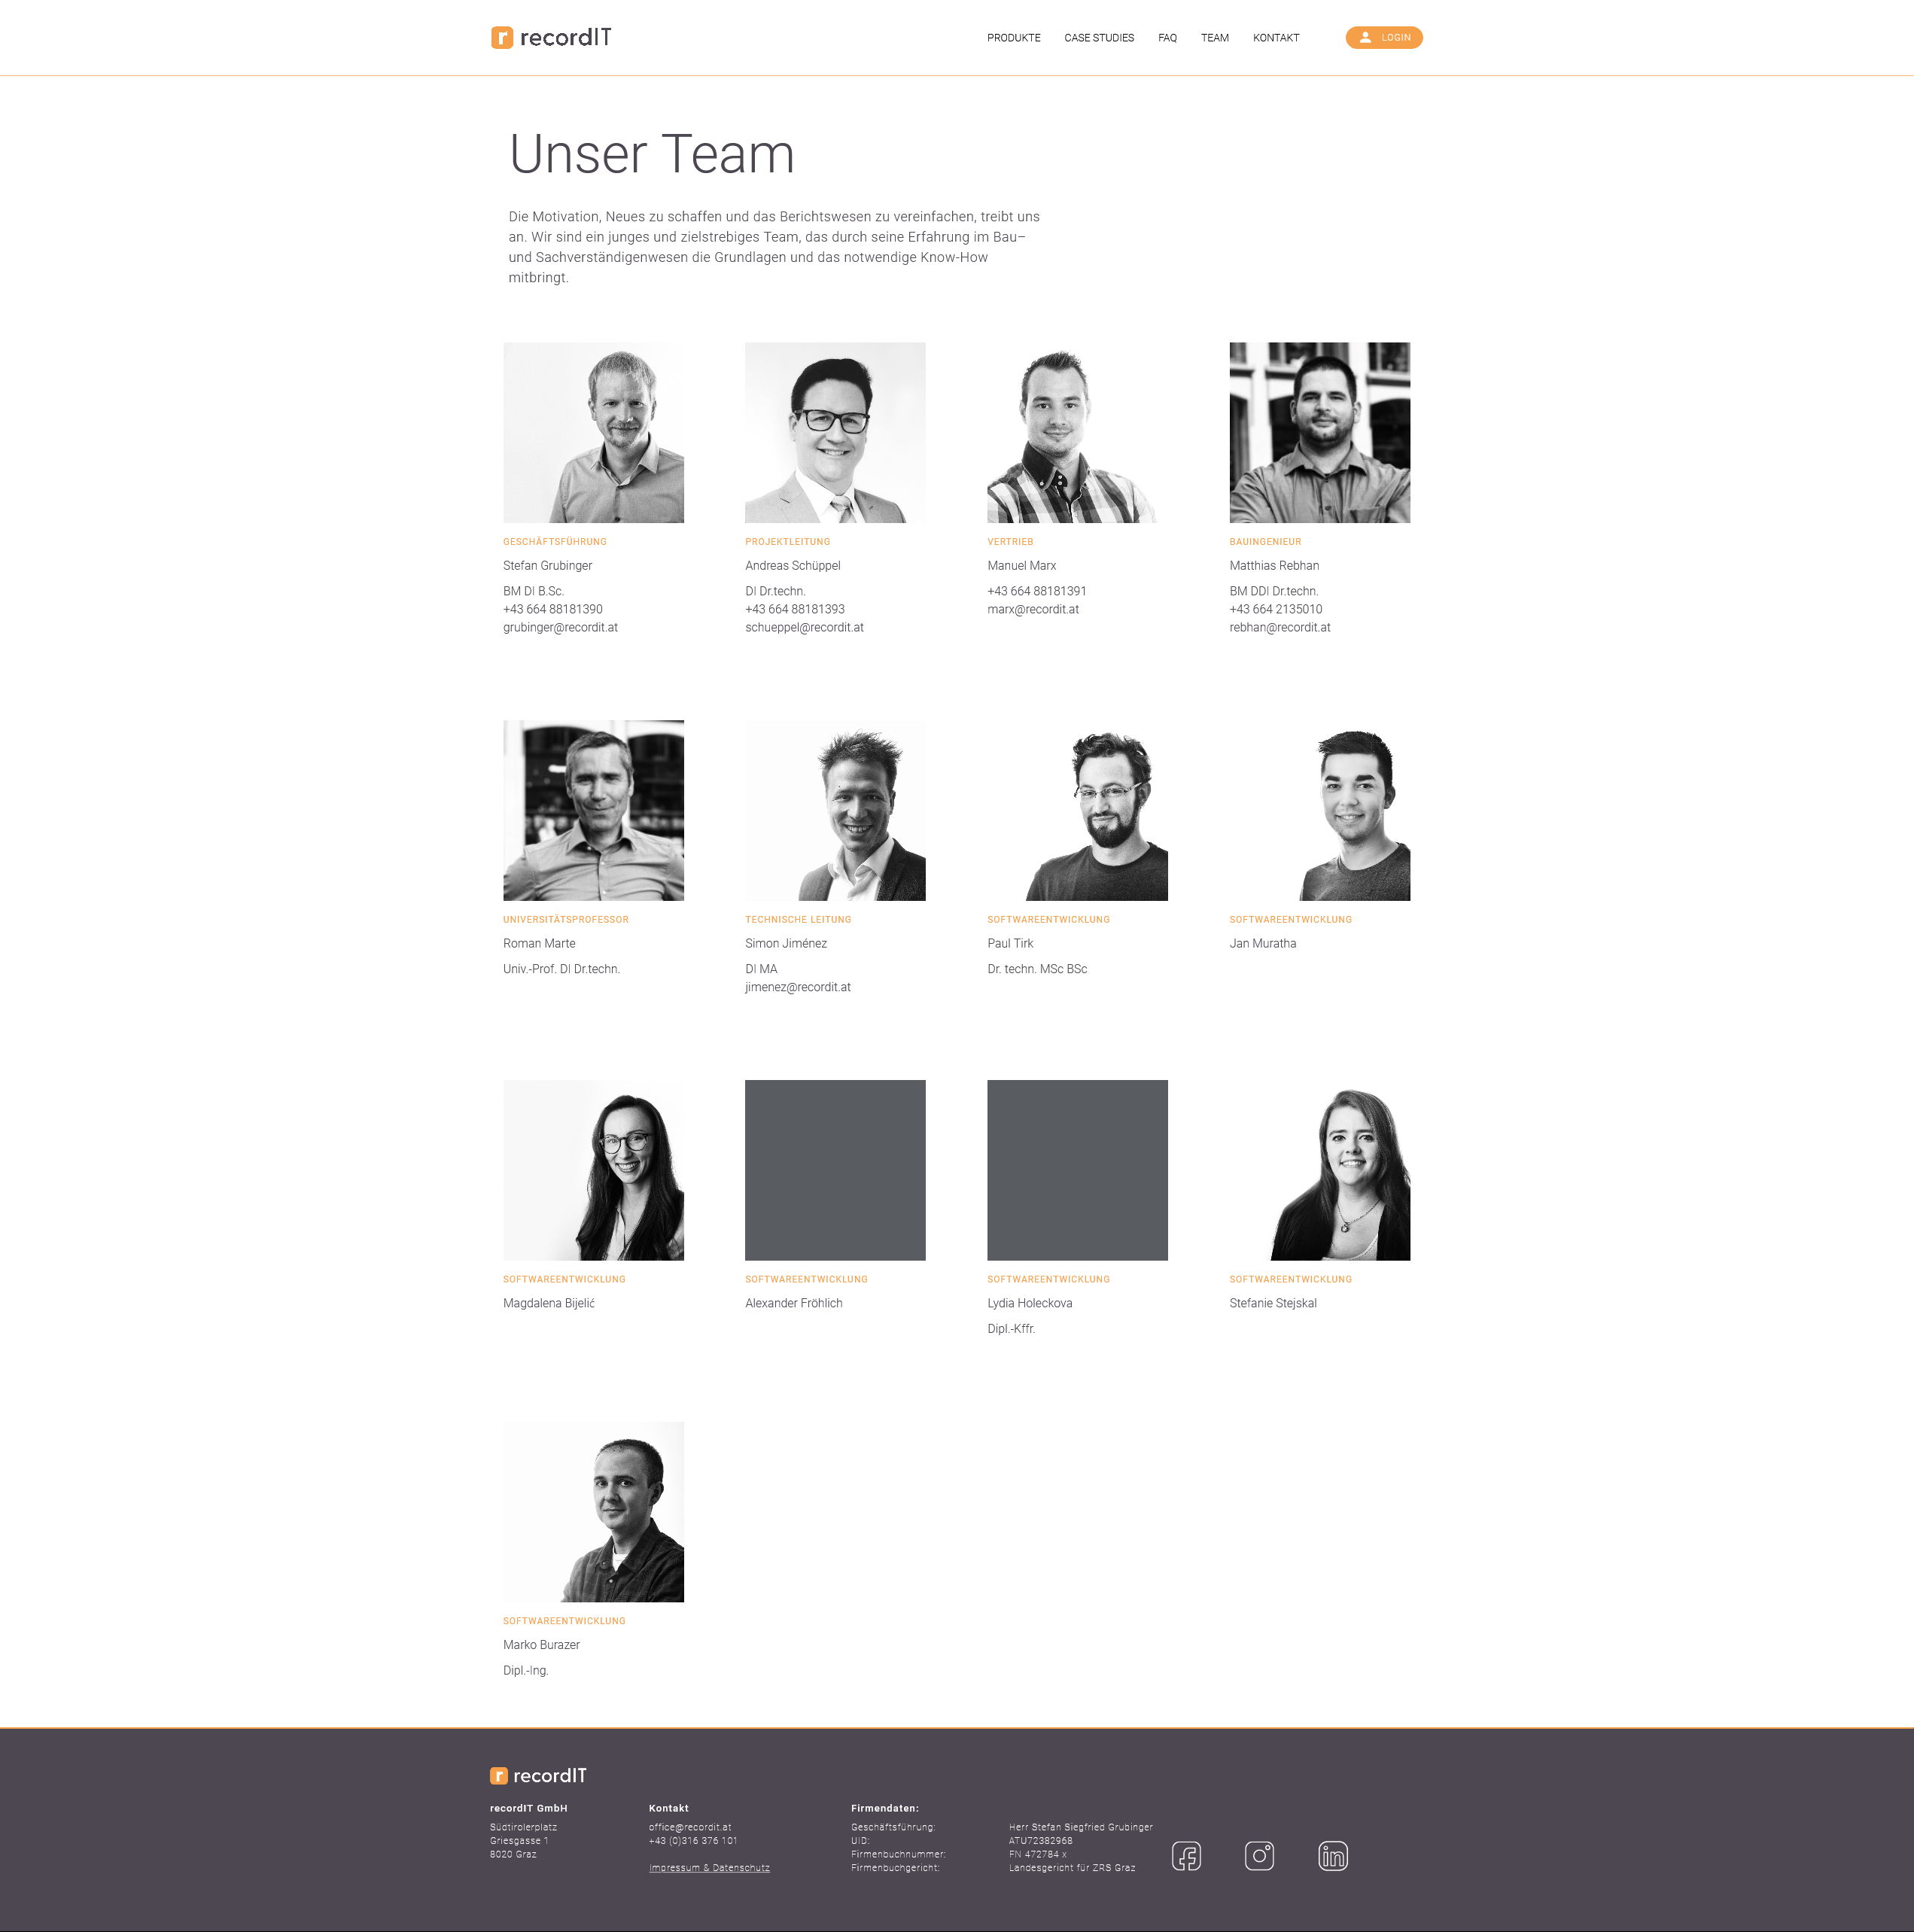 recordIT
PRODUKTE CASE STUDIES FAQ TEAM KONTAKT LOGIN
Unser Team
Die Motivation, Neues zu schaffen und das Berichtswesen zu vereinfachen, treibt uns
an. Wir sind ein junges und zielstrebiges Team, das durch seine Erfahrung im Bau–
und Sachverständigenwesen die Grundlagen und das notwendige Know-How
mitbringt.
GESCHÄFTSFÜHRUNG
Stefan Grubinger
BM DI B.Sc.
+43 664 88181390
grubinger@recordit.at
PROJEKTLEITUNG
Andreas Schüppel
DI Dr.techn.
+43 664 88181393
schueppel@recordit.at
VERTRIEB
Manuel Marx
+43 664 88181391
marx@recordit.at
BAUINGENIEUR
Matthias Rebhan
BM DDI Dr.techn.
+43 664 2135010
rebhan@recordit.at
UNIVERSITÄTSPROFESSOR
Roman Marte
Univ.-Prof. DI Dr.techn.
TECHNISCHE LEITUNG
Simon Jiménez
DI MA
jimenez@recordit.at
SOFTWAREENTWICKLUNG
Paul Tirk
Dr. techn. MSc BSc
SOFTWAREENTWICKLUNG
Jan Muratha
SOFTWAREENTWICKLUNG
Magdalena Bijelić
SOFTWAREENTWICKLUNG
Alexander Fröhlich
SOFTWAREENTWICKLUNG
Lydia Holeckova
Dipl.-Kffr.
SOFTWAREENTWICKLUNG
Stefanie Stejskal
SOFTWAREENTWICKLUNG
Marko Burazer
Dipl.-Ing.
recordIT
recordIT GmbH
Südtirolerplatz
Griesgasse 1
8020 Graz
Kontakt
office@recordit.at
+43 (0)316 376 101
Impressum & Datenschutz
Firmendaten:
Geschäftsführung: Herr Stefan Siegfried Grubinger
UID: ATU72382968
Firmenbuchnummer: FN 472784 x
Firmenbuchgericht: Landesgericht für ZRS Graz